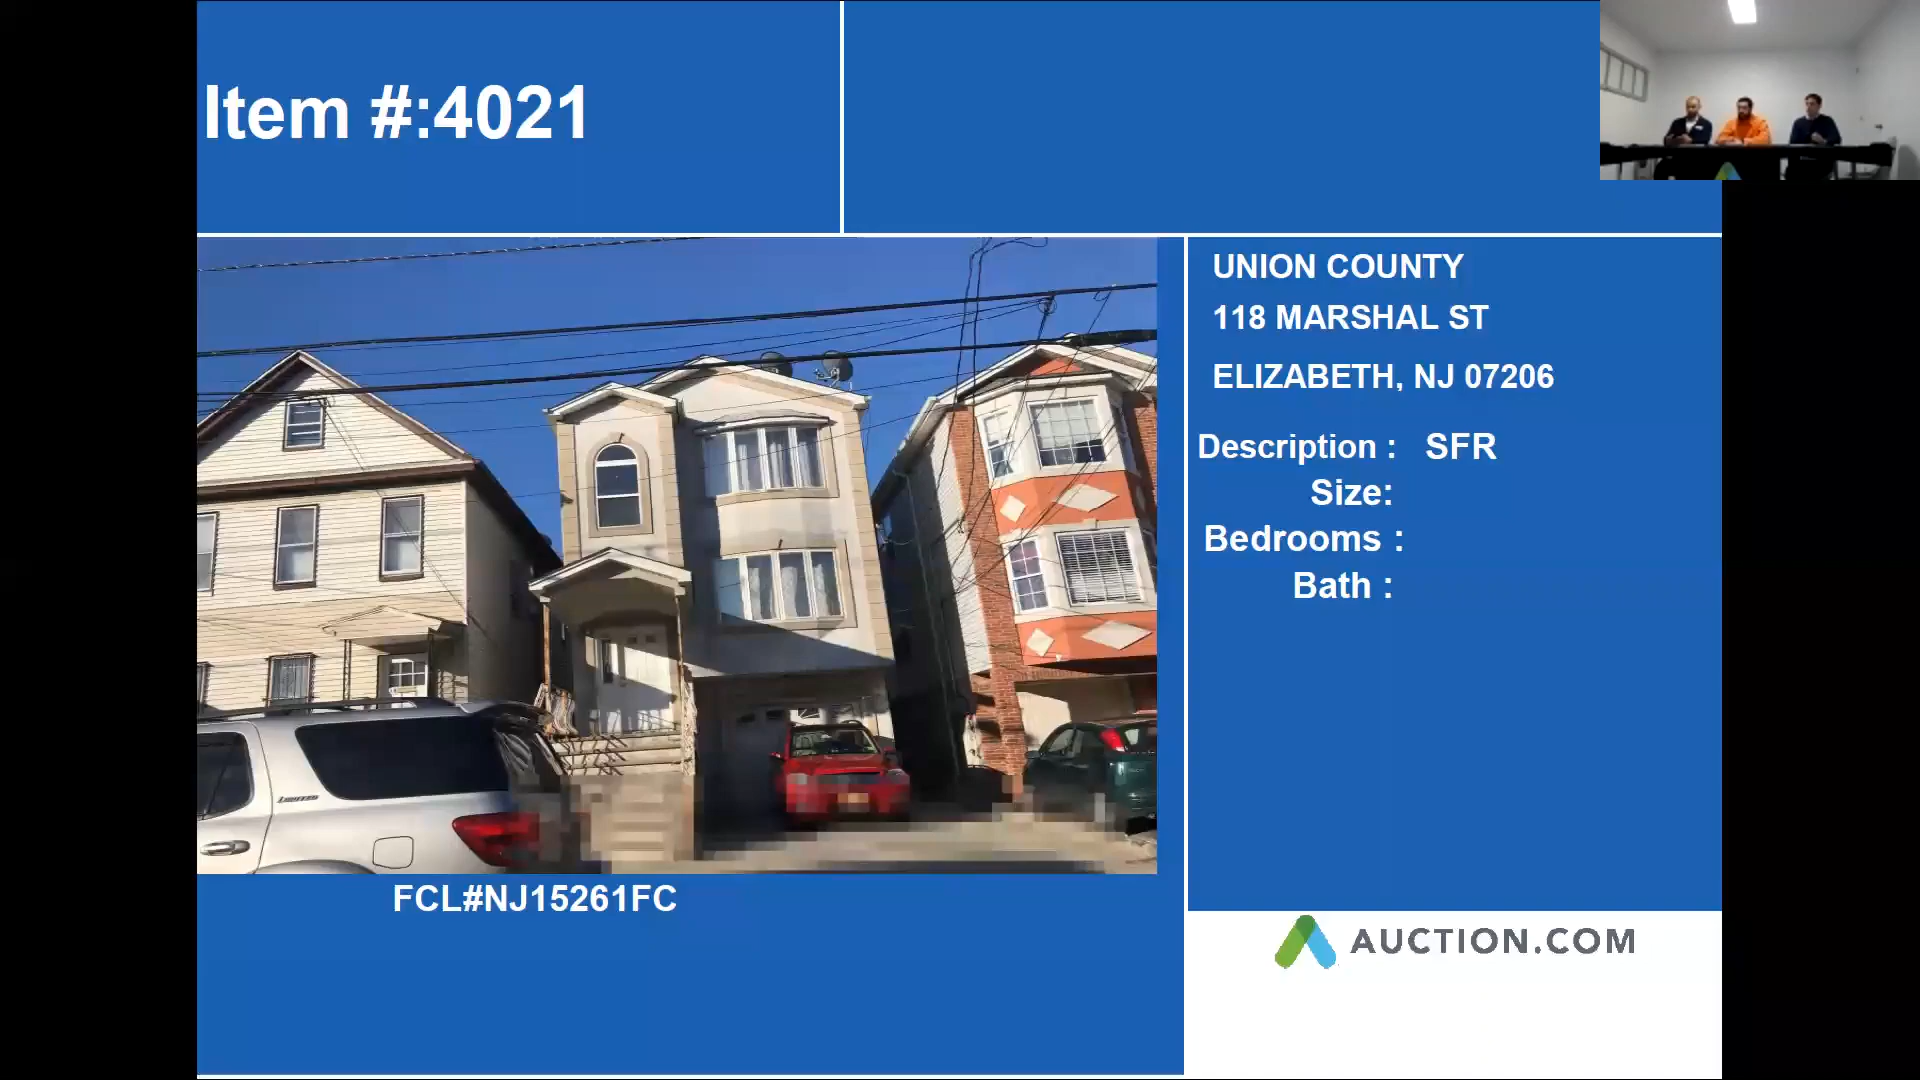 Item #:4021
UNION COUNTY
118 MARSHAL ST
ELIZABETH, NJ 07206
Description : SFR
Size:
Bedrooms :
Bath :
LIMITED
FCL#NJ15261FC
AUCTION.COM